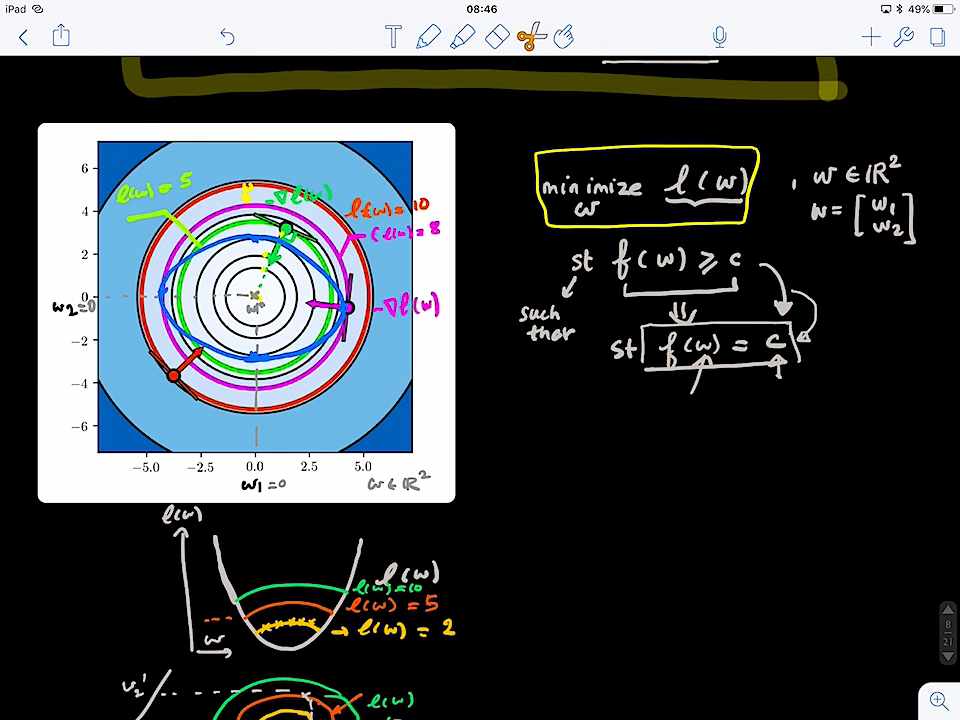 iPad
08:46
49%
T
l(w) = 5
-∇l(w)
l(w)=10
(l(w)=8
-∇l(w)
w*
w2=0
6
4
2
0
−2
−4
−6
−5.0 −2.5 0.0 2.5 5.0
w1=0
w ∈ ℝ²
minimize l(w)
w
, w ∈ ℝ²
w = [w1
w2]
st f(w) ≥ c
such that
st f(w) = c
l(w)
l(w)
l(w)=10
l(w) = 5
→ l(w) = 2
w
l(w)
8
21